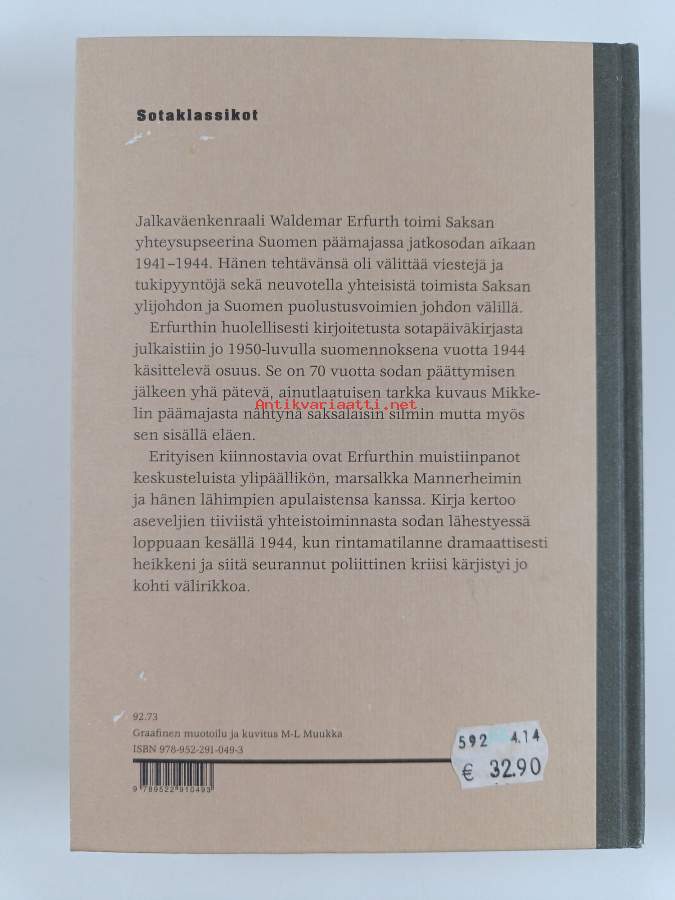 Sotaklassikot
Jalkaväenkenraali Waldemar Erfurth toimi Saksan
yhteysupseerina Suomen päämajassa jatkosodan aikaan
1941–1944. Hänen tehtävänsä oli välittää viestejä ja
tukipyyntöjä sekä neuvotella yhteisistä toimista Saksan
ylijohdon ja Suomen puolustusvoimien johdon välillä.
Erfurthin huolellisesti kirjoitetusta sotapäiväkirjasta
julkaistiin jo 1950-luvulla suomennoksena vuotta 1944
käsittelevä osuus. Se on 70 vuotta sodan päättymisen
jälkeen yhä pätevä, ainutlaatuisen tarkka kuvaus Mikke-
lin päämajasta nähtynä saksalaisin silmin mutta myös
Antikvariaatti.net
sen sisällä eläen.
Erityisen kiinnostavia ovat Erfurthin muistiinpanot
keskusteluista ylipäällikön, marsalkka Mannerheimin
ja hänen lähimpien apulaistensa kanssa. Kirja kertoo
aseveljien tiiviistä yhteistoiminnasta sodan lähestyessä
loppuaan kesällä 1944, kun rintamatilanne dramaattisesti
heikkeni ja siitä seurannut poliittinen kriisi kärjistyi jo
kohti välirikkoa.
92.73
Graafinen muotoilu ja kuvitus M-L Muukka
ISBN 978-952-291-049-3
9 789522 910493
592 4.14
€ 32.90